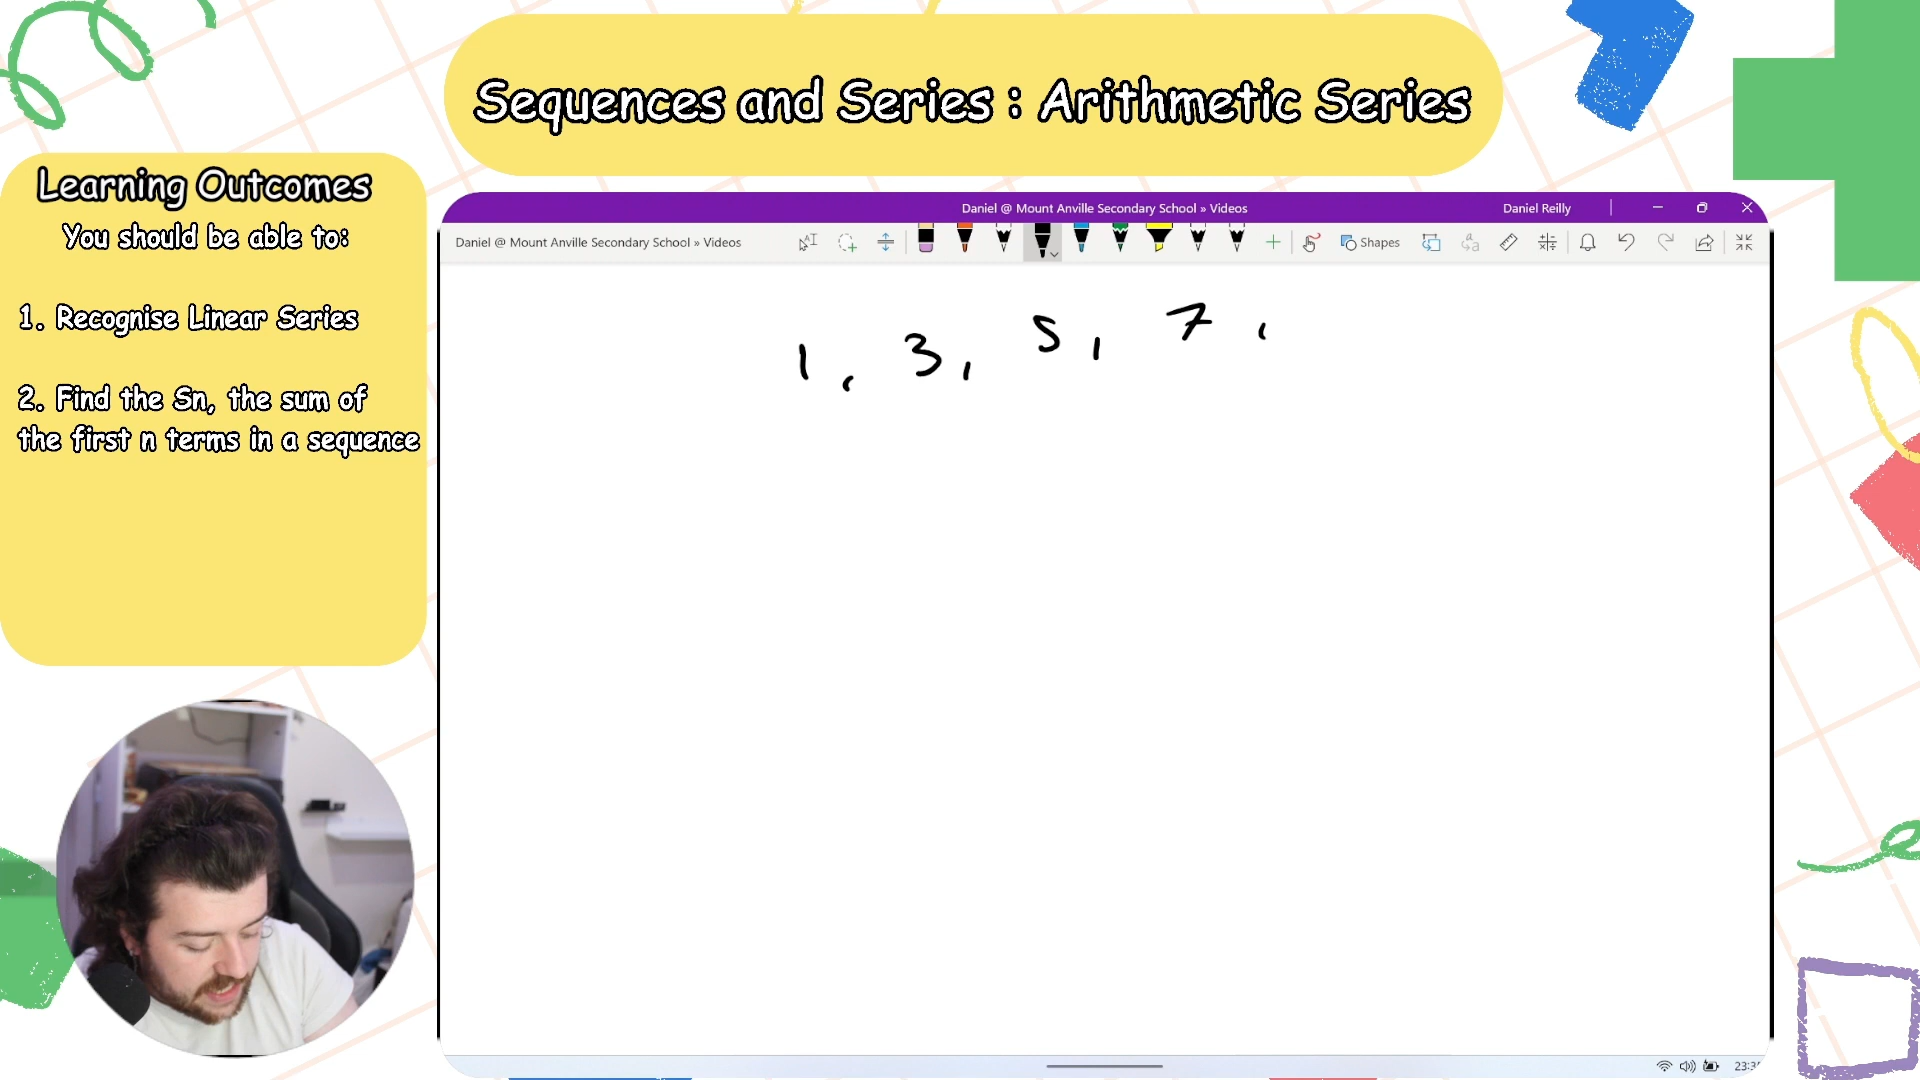 Sequences and Series : Arithmetic Series
Learning Outcomes
You should be able to:
1. Recognise Linear Series
2. Find the Sn, the sum of
the first n terms in a sequence
Daniel @ Mount Anville Secondary School » Videos
Daniel Reilly
Daniel @ Mount Anville Secondary School » Videos
Shapes
1, 3, 5, 7,